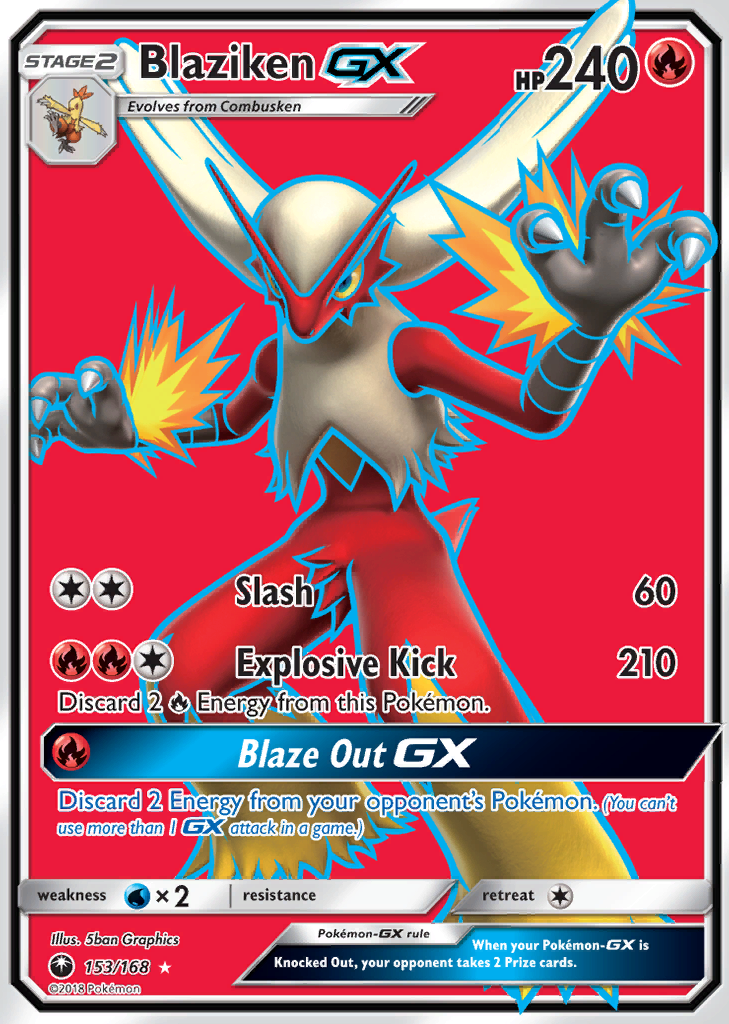 STAGE2 Blaziken GX HP240
Evolves from Combusken
Slash 60
Explosive Kick 210
Discard 2 Energy from this Pokémon.
Blaze Out GX
Discard 2 Energy from your opponent's Pokémon. (You can't
use more than 1 GX attack in a game.)
weakness ×2 resistance retreat
Illus. 5ban Graphics
153/168
©2018 Pokémon
Pokémon-GX rule
When your Pokémon-GX is
Knocked Out, your opponent takes 2 Prize cards.